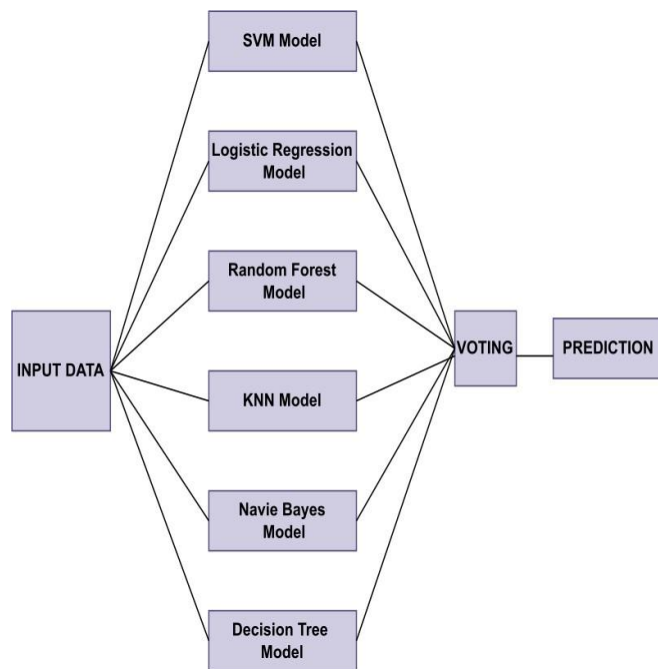 SVM Model
Logistic Regression
Model
Random Forest
Model
INPUT DATA
KNN Model
Navie Bayes
Model
Decision Tree
Model
VOTING
PREDICTION